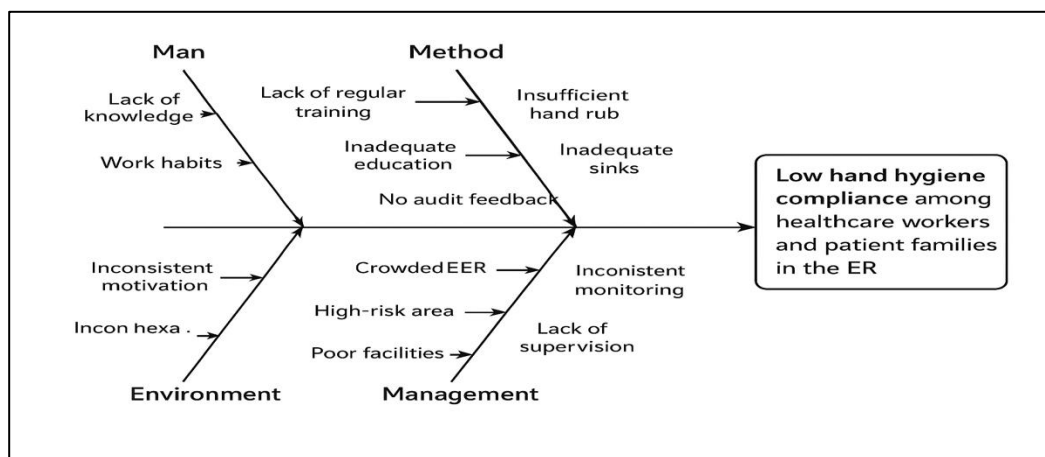 Man
Method
Lack of
knowledge
Work habits
Lack of regular
training
Inadequate
education
No audit feedback
Insufficient
hand rub
Inadequate
sinks
Low hand hygiene
compliance among
healthcare workers
and patient families
in the ER
Inconsistent
motivation
Incon hexa .
Crowded EER
High-risk area
Poor facilities
Inconistent
monitoring
Lack of
supervision
Environment
Management